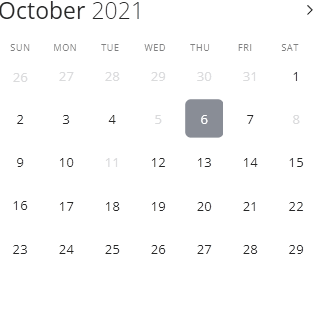 October 2021
SUN MON TUE WED THU FRI SAT
26 27 28 29 30 31 1
2 3 4 5 6 7 8
9 10 11 12 13 14 15
16 17 18 19 20 21 22
23 24 25 26 27 28 29